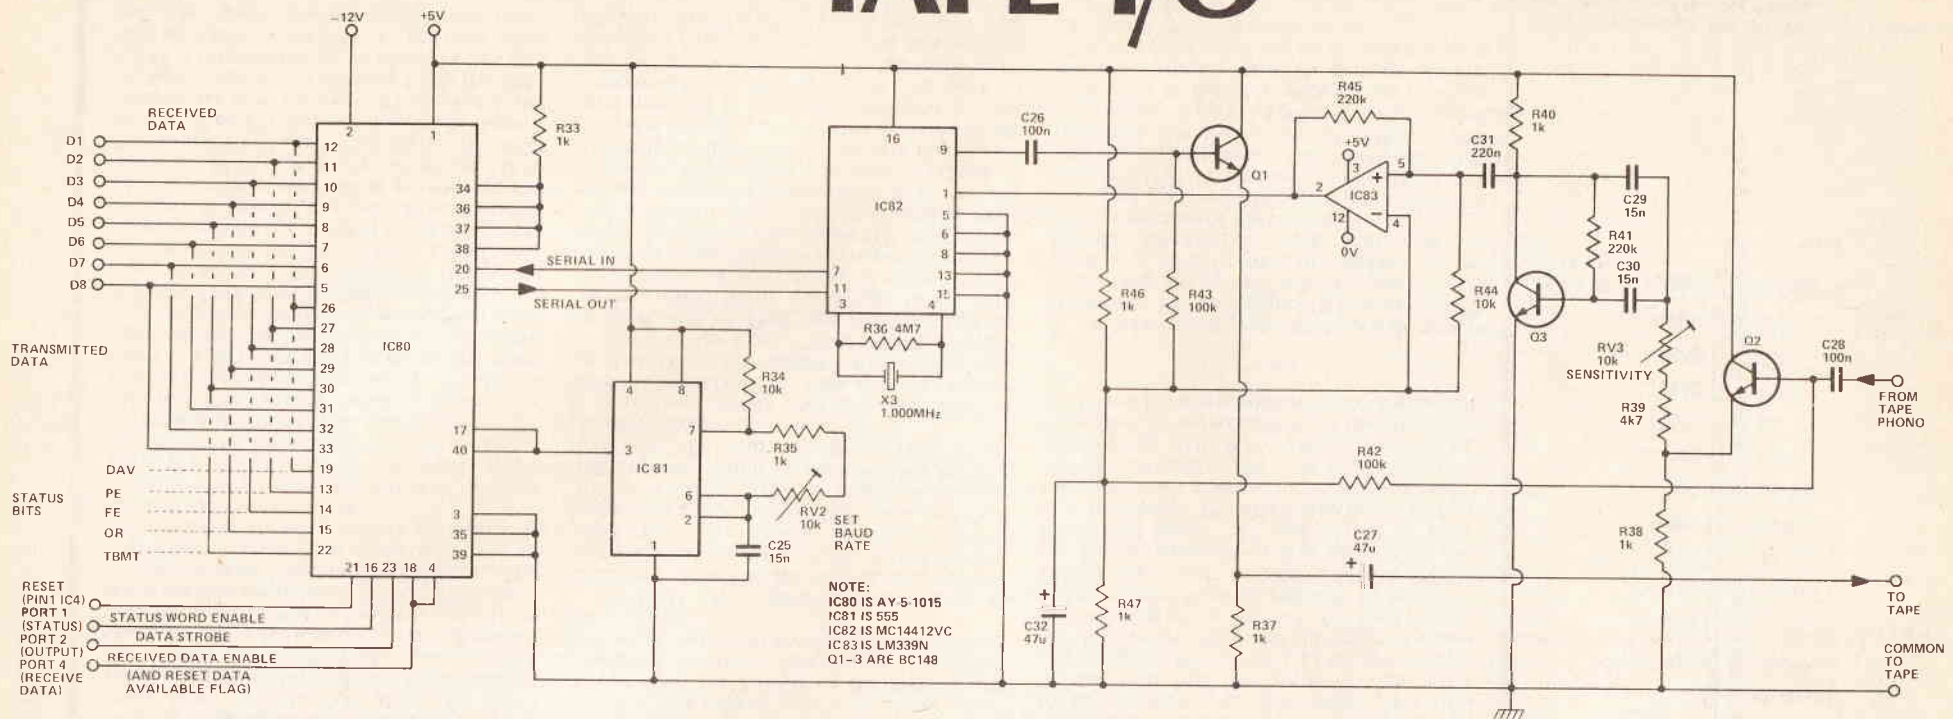 TAPE I/O
-12V
+5V
RECEIVED
DATA
D1
D2
D3
D4
D5
D6
D7
D8
TRANSMITTED
DATA
STATUS
BITS
DAV
PE
FE
OR
TBMT
RESET
(PIN1 IC4)
PORT 1
(STATUS)
PORT 2
(OUTPUT)
PORT 4
(RECEIVE
DATA)
STATUS WORD ENABLE
DATA STROBE
RECEIVED DATA ENABLE
(AND RESET DATA
AVAILABLE FLAG)
2
1
12
11
10
9
8
7
6
5
26
27
28
29
30
31
32
33
19
13
14
15
22
21 16 23 18 4
IC80
34
36
37
38
20
25
17
40
3
35
39
R33
1k
SERIAL IN
SERIAL OUT
4
8
3
7
6
2
1
IC 81
R34
10k
R35
1k
RV2
10k
SET
BAUD
RATE
C25
15n
16
9
1
5
6
8
13
15
7
11
3
4
IC82
R36 4M7
X3
1.000MHz
C26
100n
Q1
R46
1k
R43
100k
R45
220k
+5V
3
5
+
2
IC83
12
−
4
0V
C31
220n
R44
10k
R40
1k
C29
15n
R41
220k
C30
15n
Q3
RV3
10k
SENSITIVITY
R39
4k7
Q2
C28
100n
FROM
TAPE
PHONO
R42
100k
R38
1k
C27
47u
+
TO
TAPE
+
C32
47u
R47
1k
R37
1k
COMMON
TO
TAPE
NOTE:
IC80 IS AY-5-1015
IC81 IS 555
IC82 IS MC14412VC
IC83 IS LM339N
Q1-3 ARE BC148